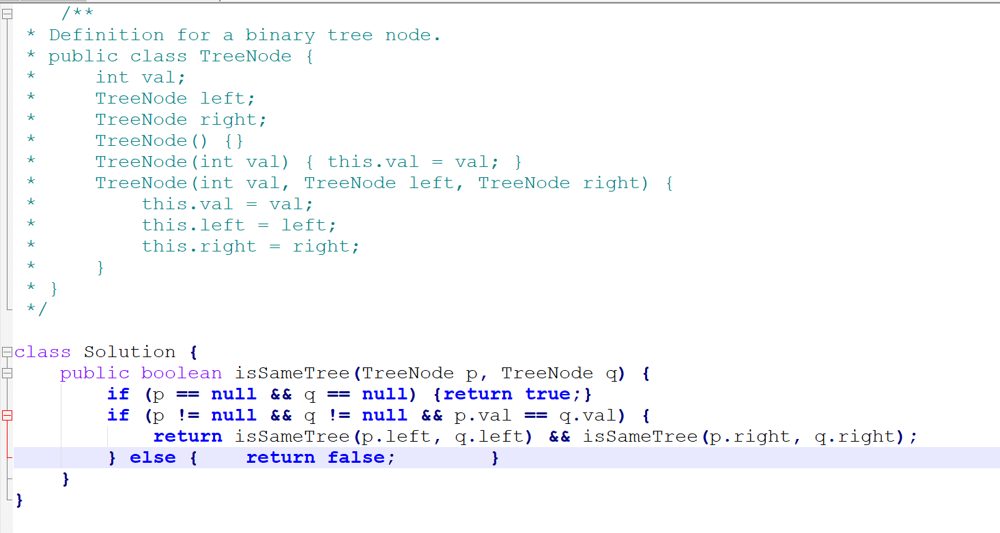 /**
 * Definition for a binary tree node.
 * public class TreeNode {
 *     int val;
 *     TreeNode left;
 *     TreeNode right;
 *     TreeNode() {}
 *     TreeNode(int val) { this.val = val; }
 *     TreeNode(int val, TreeNode left, TreeNode right) {
 *         this.val = val;
 *         this.left = left;
 *         this.right = right;
 *     }
 * }
 */
class Solution {
    public boolean isSameTree(TreeNode p, TreeNode q) {
        if (p == null && q == null) {return true;}
        if (p != null && q != null && p.val == q.val) {
            return isSameTree(p.left, q.left) && isSameTree(p.right, q.right);
        } else {    return false;        }
    }
}